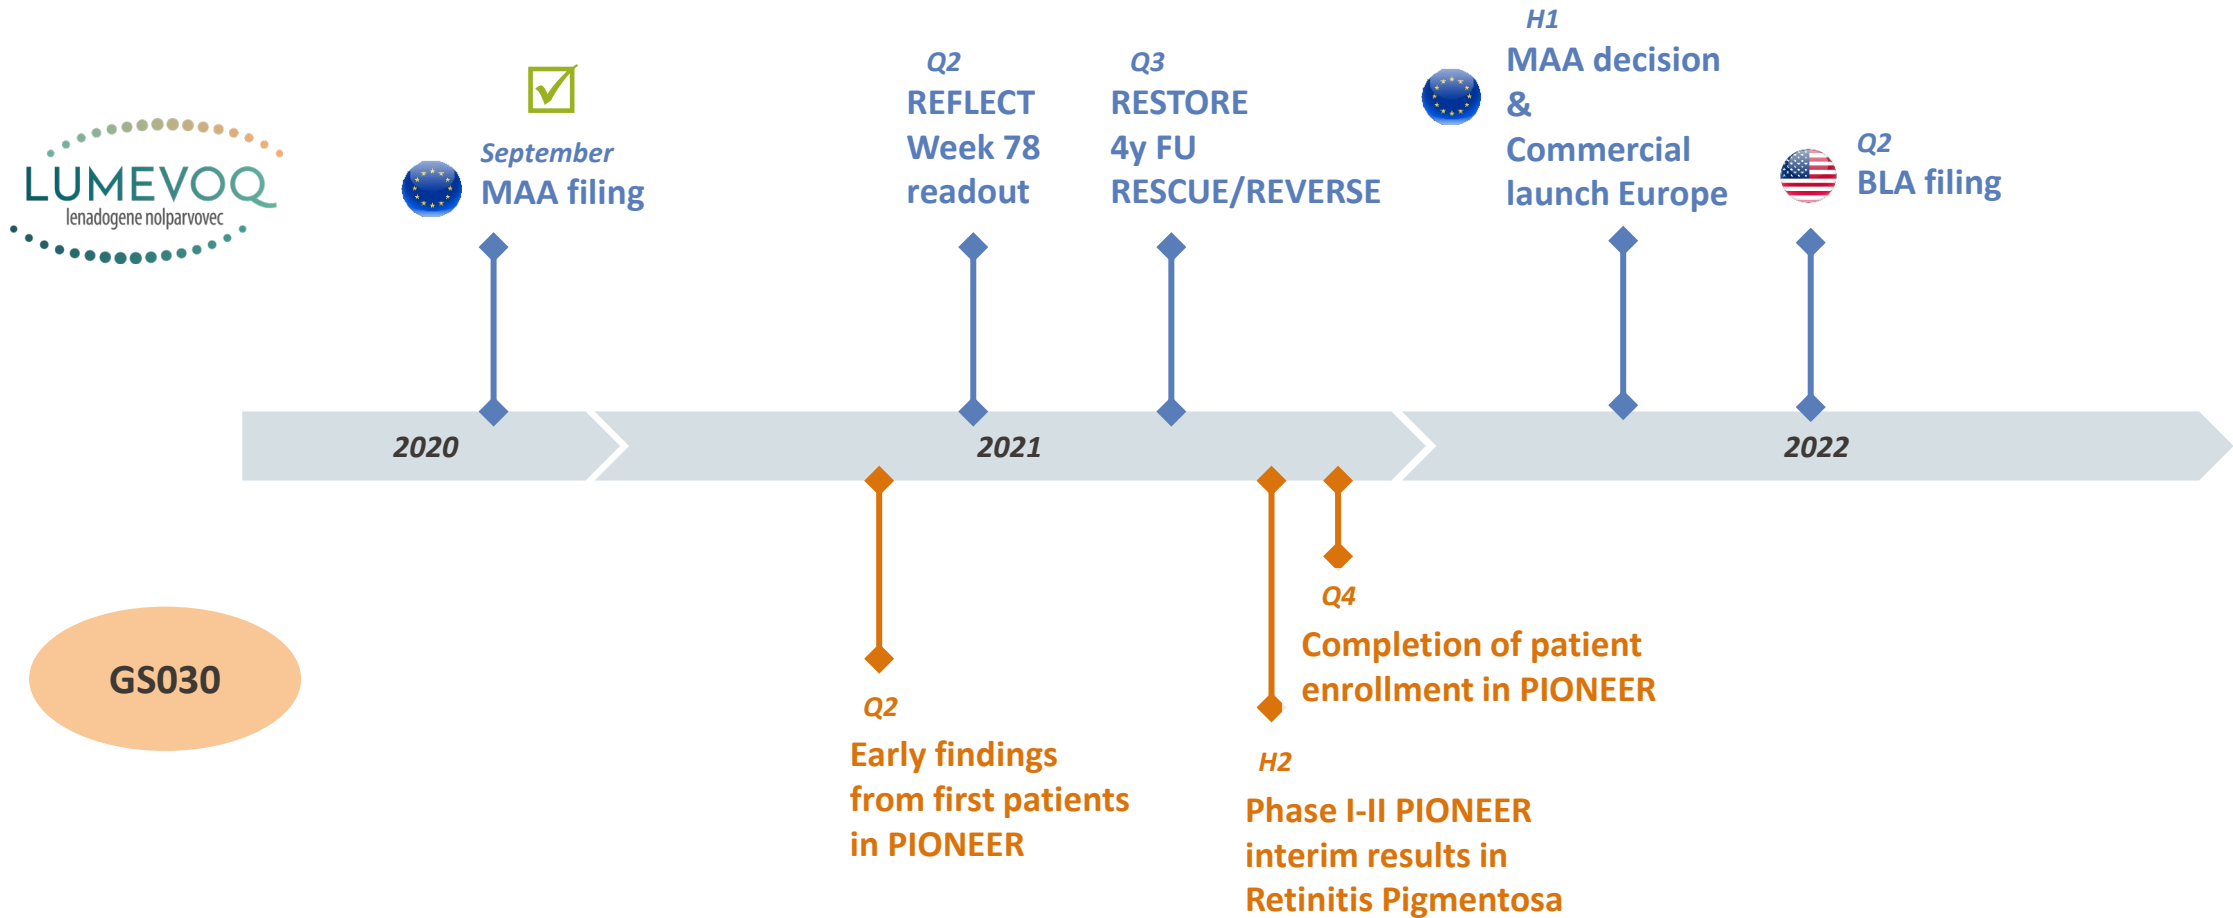 LUMEVOQ
lenadogene nolparvovec
September
MAA filing
Q2
REFLECT
Week 78
readout
Q3
RESTORE
4y FU
RESCUE/REVERSE
H1
MAA decision
&
Commercial
launch Europe
Q2
BLA filing
2020
2021
2022
GS030
Q2
Early findings
from first patients
in PIONEER
H2
Phase I-II PIONEER
interim results in
Retinitis Pigmentosa
Q4
Completion of patient
enrollment in PIONEER